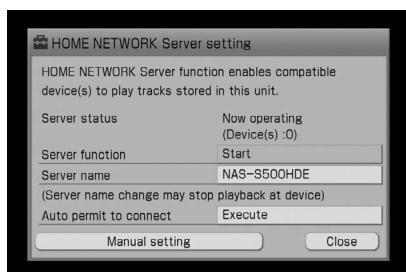 HOME NETWORK Server setting
HOME NETWORK Server function enables compatible
device(s) to play tracks stored in this unit.
Server status Now operating
(Device(s) :0)
Server function Start
Server name NAS-S500HDE
(Server name change may stop playback at device)
Auto permit to connect Execute
Manual setting Close